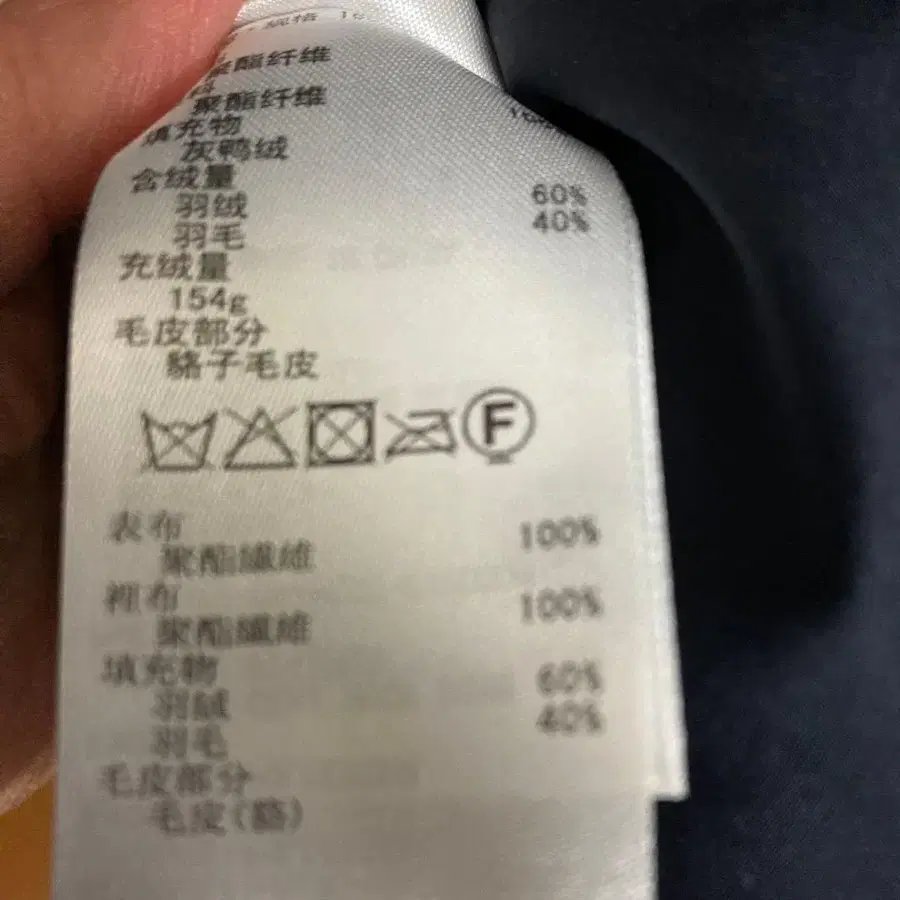 聚酯纤维
聚酯纤维
填充物
灰鸭绒
含绒量
羽绒 60%
羽毛 40%
充绒量
154g
毛皮部分
貉子毛皮
F
表布
聚酯纖維 100%
裡布
聚酯纖維 100%
填充物
羽絨 60%
羽毛 40%
毛皮部分
毛皮(貉)